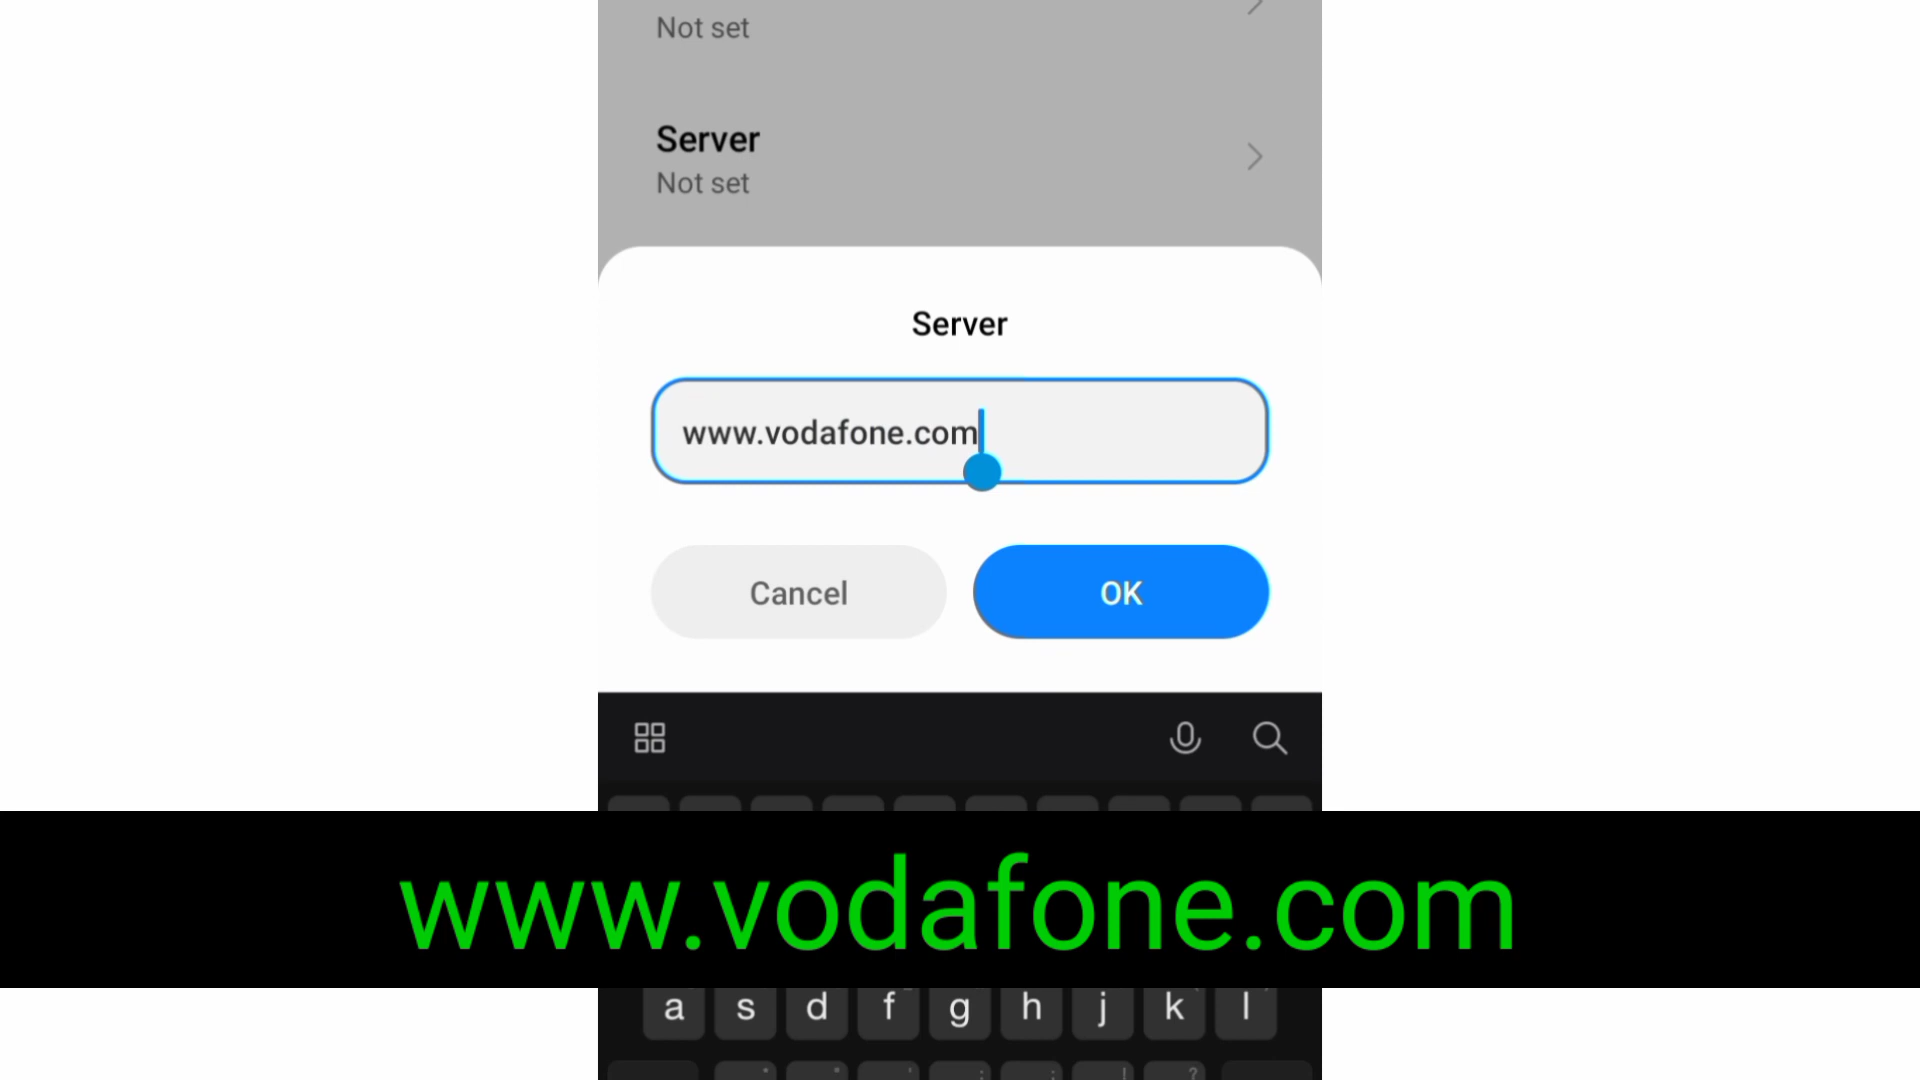 Not set
Server
Not set
Server
www.vodafone.com
Cancel
OK
www.vodafone.com
a s d f g h j k l